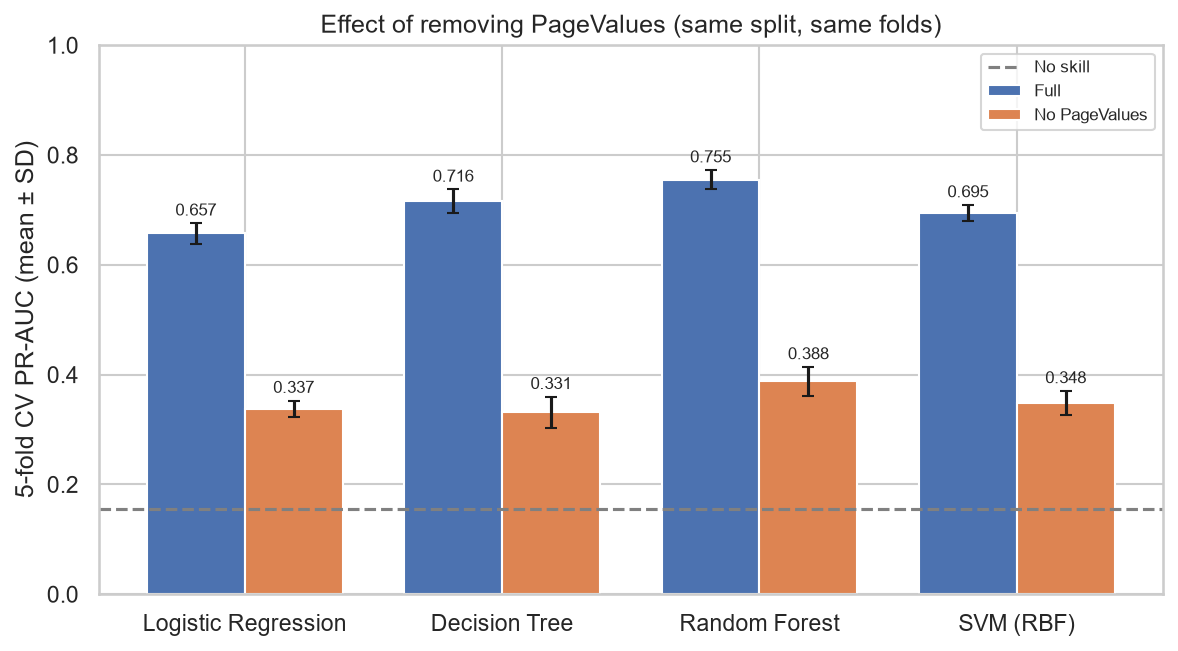 Effect of removing PageValues (same split, same folds)
5-fold CV PR-AUC (mean ± SD)
1.0
0.8
0.6
0.4
0.2
0.0
No skill
Full
No PageValues
0.657
0.337
0.716
0.331
0.755
0.388
0.695
0.348
Logistic Regression
Decision Tree
Random Forest
SVM (RBF)